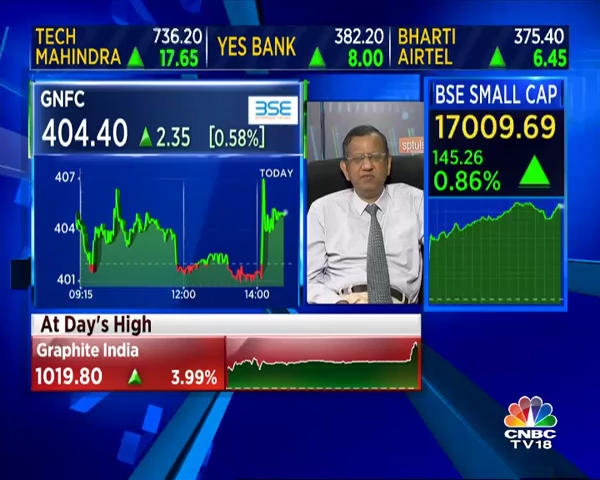 TECH MAHINDRA 736.20 17.65
YES BANK 382.20 8.00
BHARTI AIRTEL 375.40 6.45
GNFC
BSE
404.40 2.35 [0.58%]
TODAY
407
404
401
09:15 12:00 14:00
sptul
BSE SMALL CAP
17009.69
145.26
0.86%
At Day's High
Graphite India
1019.80 3.99%
CNBC
TV18